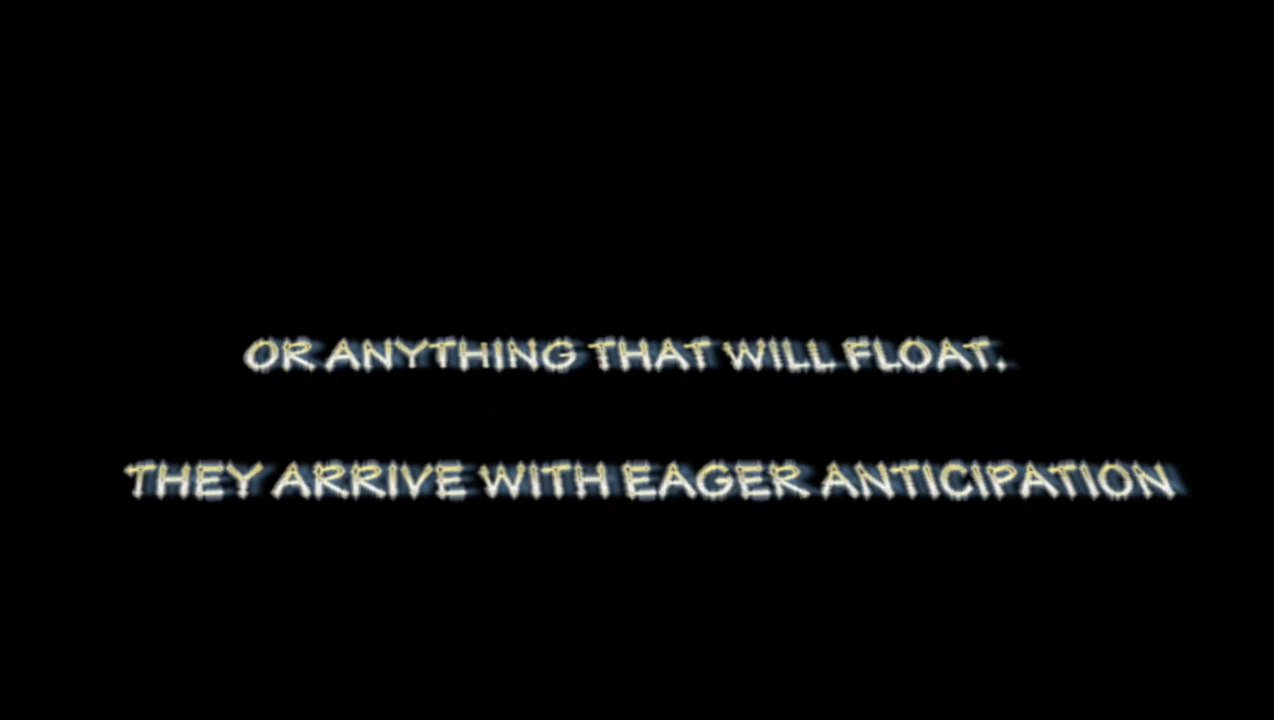 OR ANYTHING THAT WILL FLOAT.
THEY ARRIVE WITH EAGER ANTICIPATION